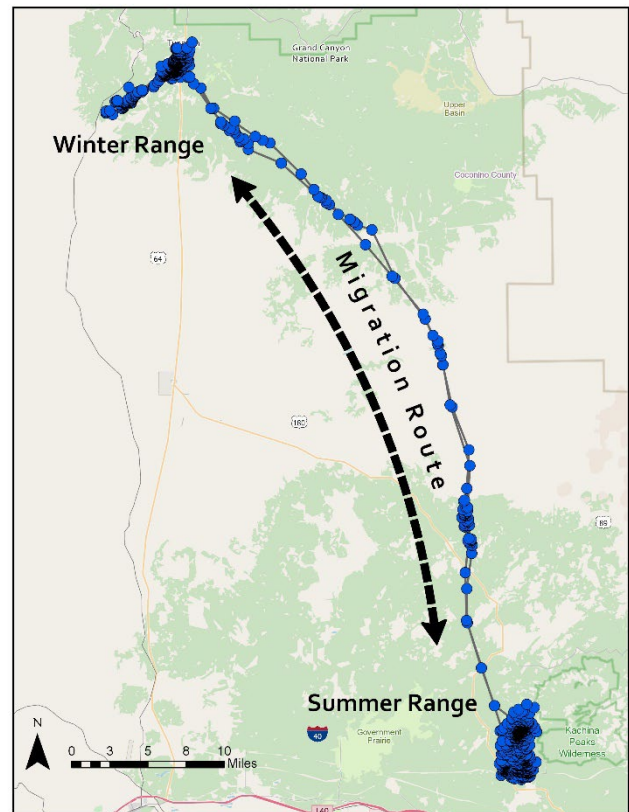 Grand Canyon
National Park
Upper
Basin
Winter Range
Coconino County
64
Migration Route
180
89
Summer Range
N
40
Government
Prairie
Kachina
Peaks
Wilderness
0 3 5 8 10
Miles
I 40